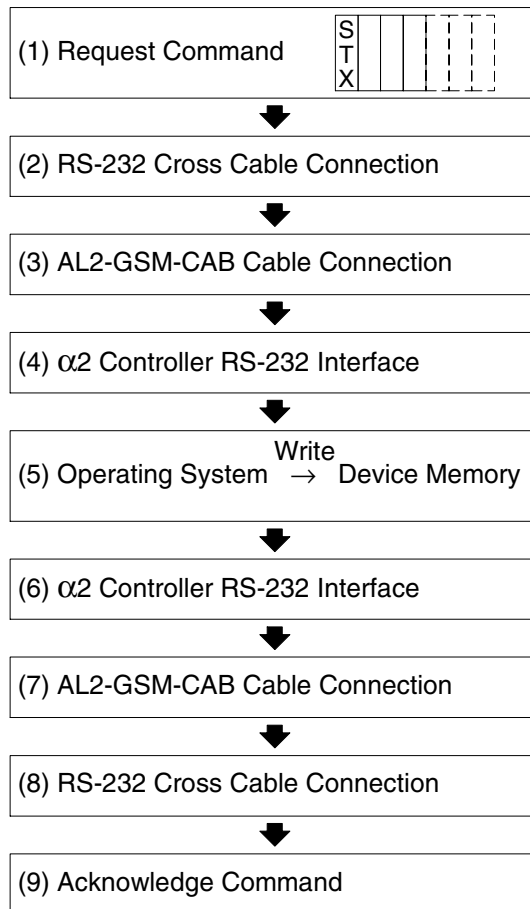 (1) Request Command
S
T
X
(2) RS-232 Cross Cable Connection
(3) AL2-GSM-CAB Cable Connection
(4) α2 Controller RS-232 Interface
Write
(5) Operating System → Device Memory
(6) α2 Controller RS-232 Interface
(7) AL2-GSM-CAB Cable Connection
(8) RS-232 Cross Cable Connection
(9) Acknowledge Command